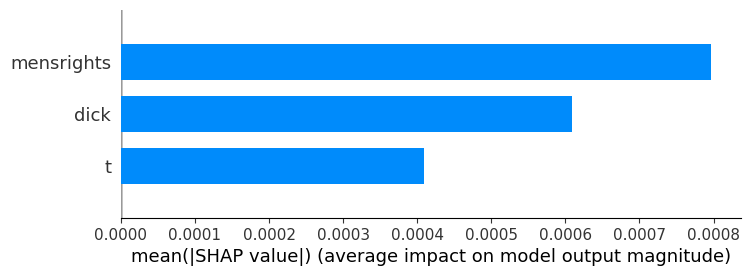 mensrights
dick
t
0.0000 0.0001 0.0002 0.0003 0.0004 0.0005 0.0006 0.0007 0.0008
mean(|SHAP value|) (average impact on model output magnitude)